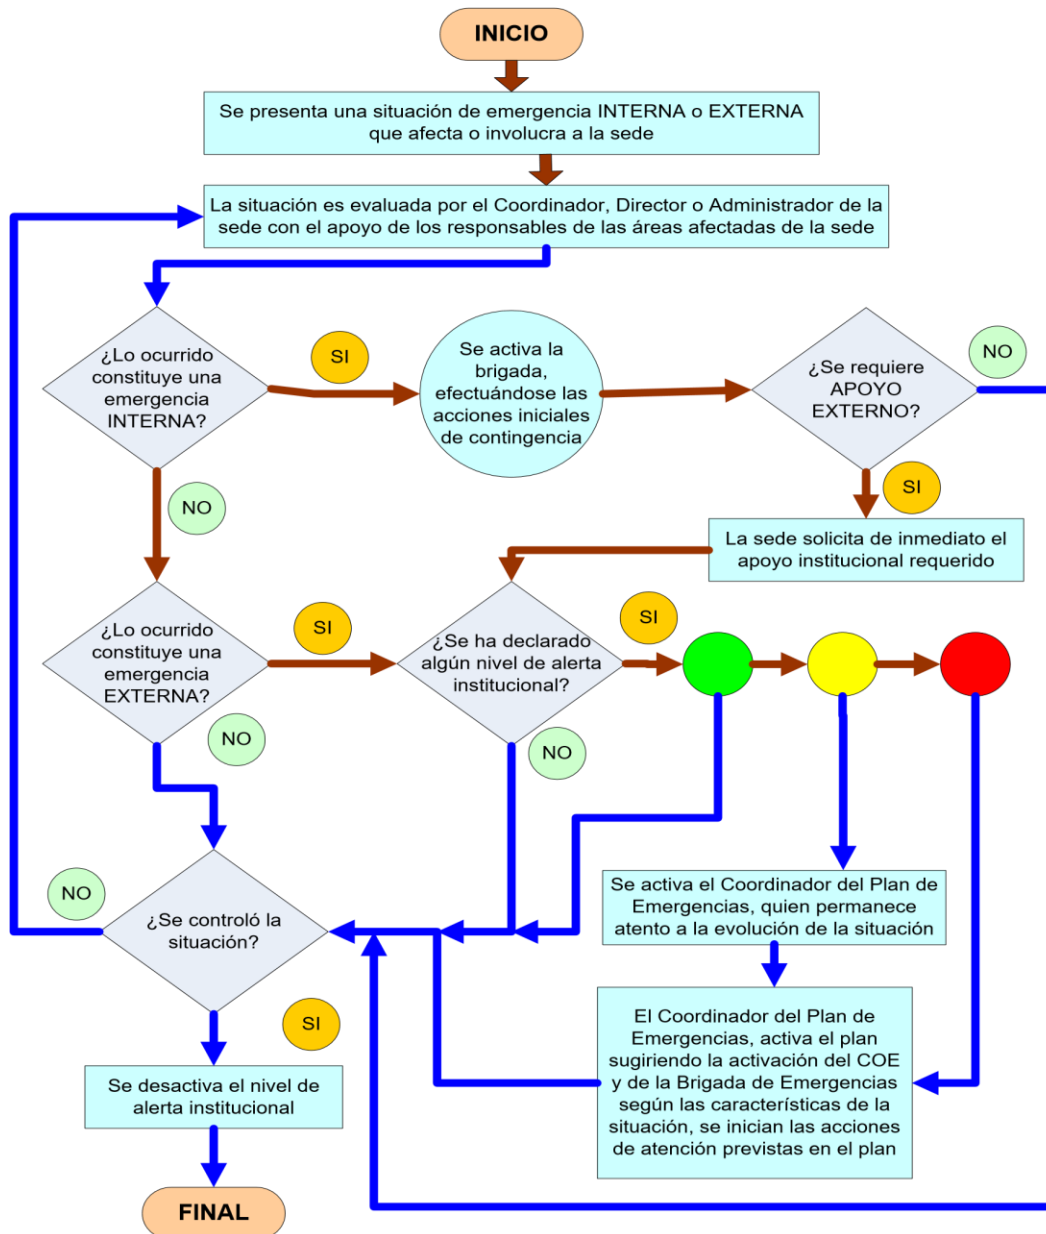 INICIO
Se presenta una situación de emergencia INTERNA o EXTERNA
que afecta o involucra a la sede
La situación es evaluada por el Coordinador, Director o Administrador de la
sede con el apoyo de los responsables de las áreas afectadas de la sede
¿Lo ocurrido
constituye una
emergencia
INTERNA?
SI
Se activa la
brigada,
efectuándose las
acciones iniciales
de contingencia
¿Se requiere
APOYO
EXTERNO?
NO
NO
SI
La sede solicita de inmediato el
apoyo institucional requerido
¿Lo ocurrido
constituye una
emergencia
EXTERNA?
SI
¿Se ha declarado
algún nivel de alerta
institucional?
SI
NO
NO
Se activa el Coordinador del Plan de
Emergencias, quien permanece
atento a la evolución de la situación
NO
¿Se controló la
situación?
SI
El Coordinador del Plan de
Emergencias, activa el plan
sugiriendo la activación del COE
y de la Brigada de Emergencias
según las características de la
situación, se inician las acciones
de atención previstas en el plan
Se desactiva el nivel de
alerta institucional
FINAL